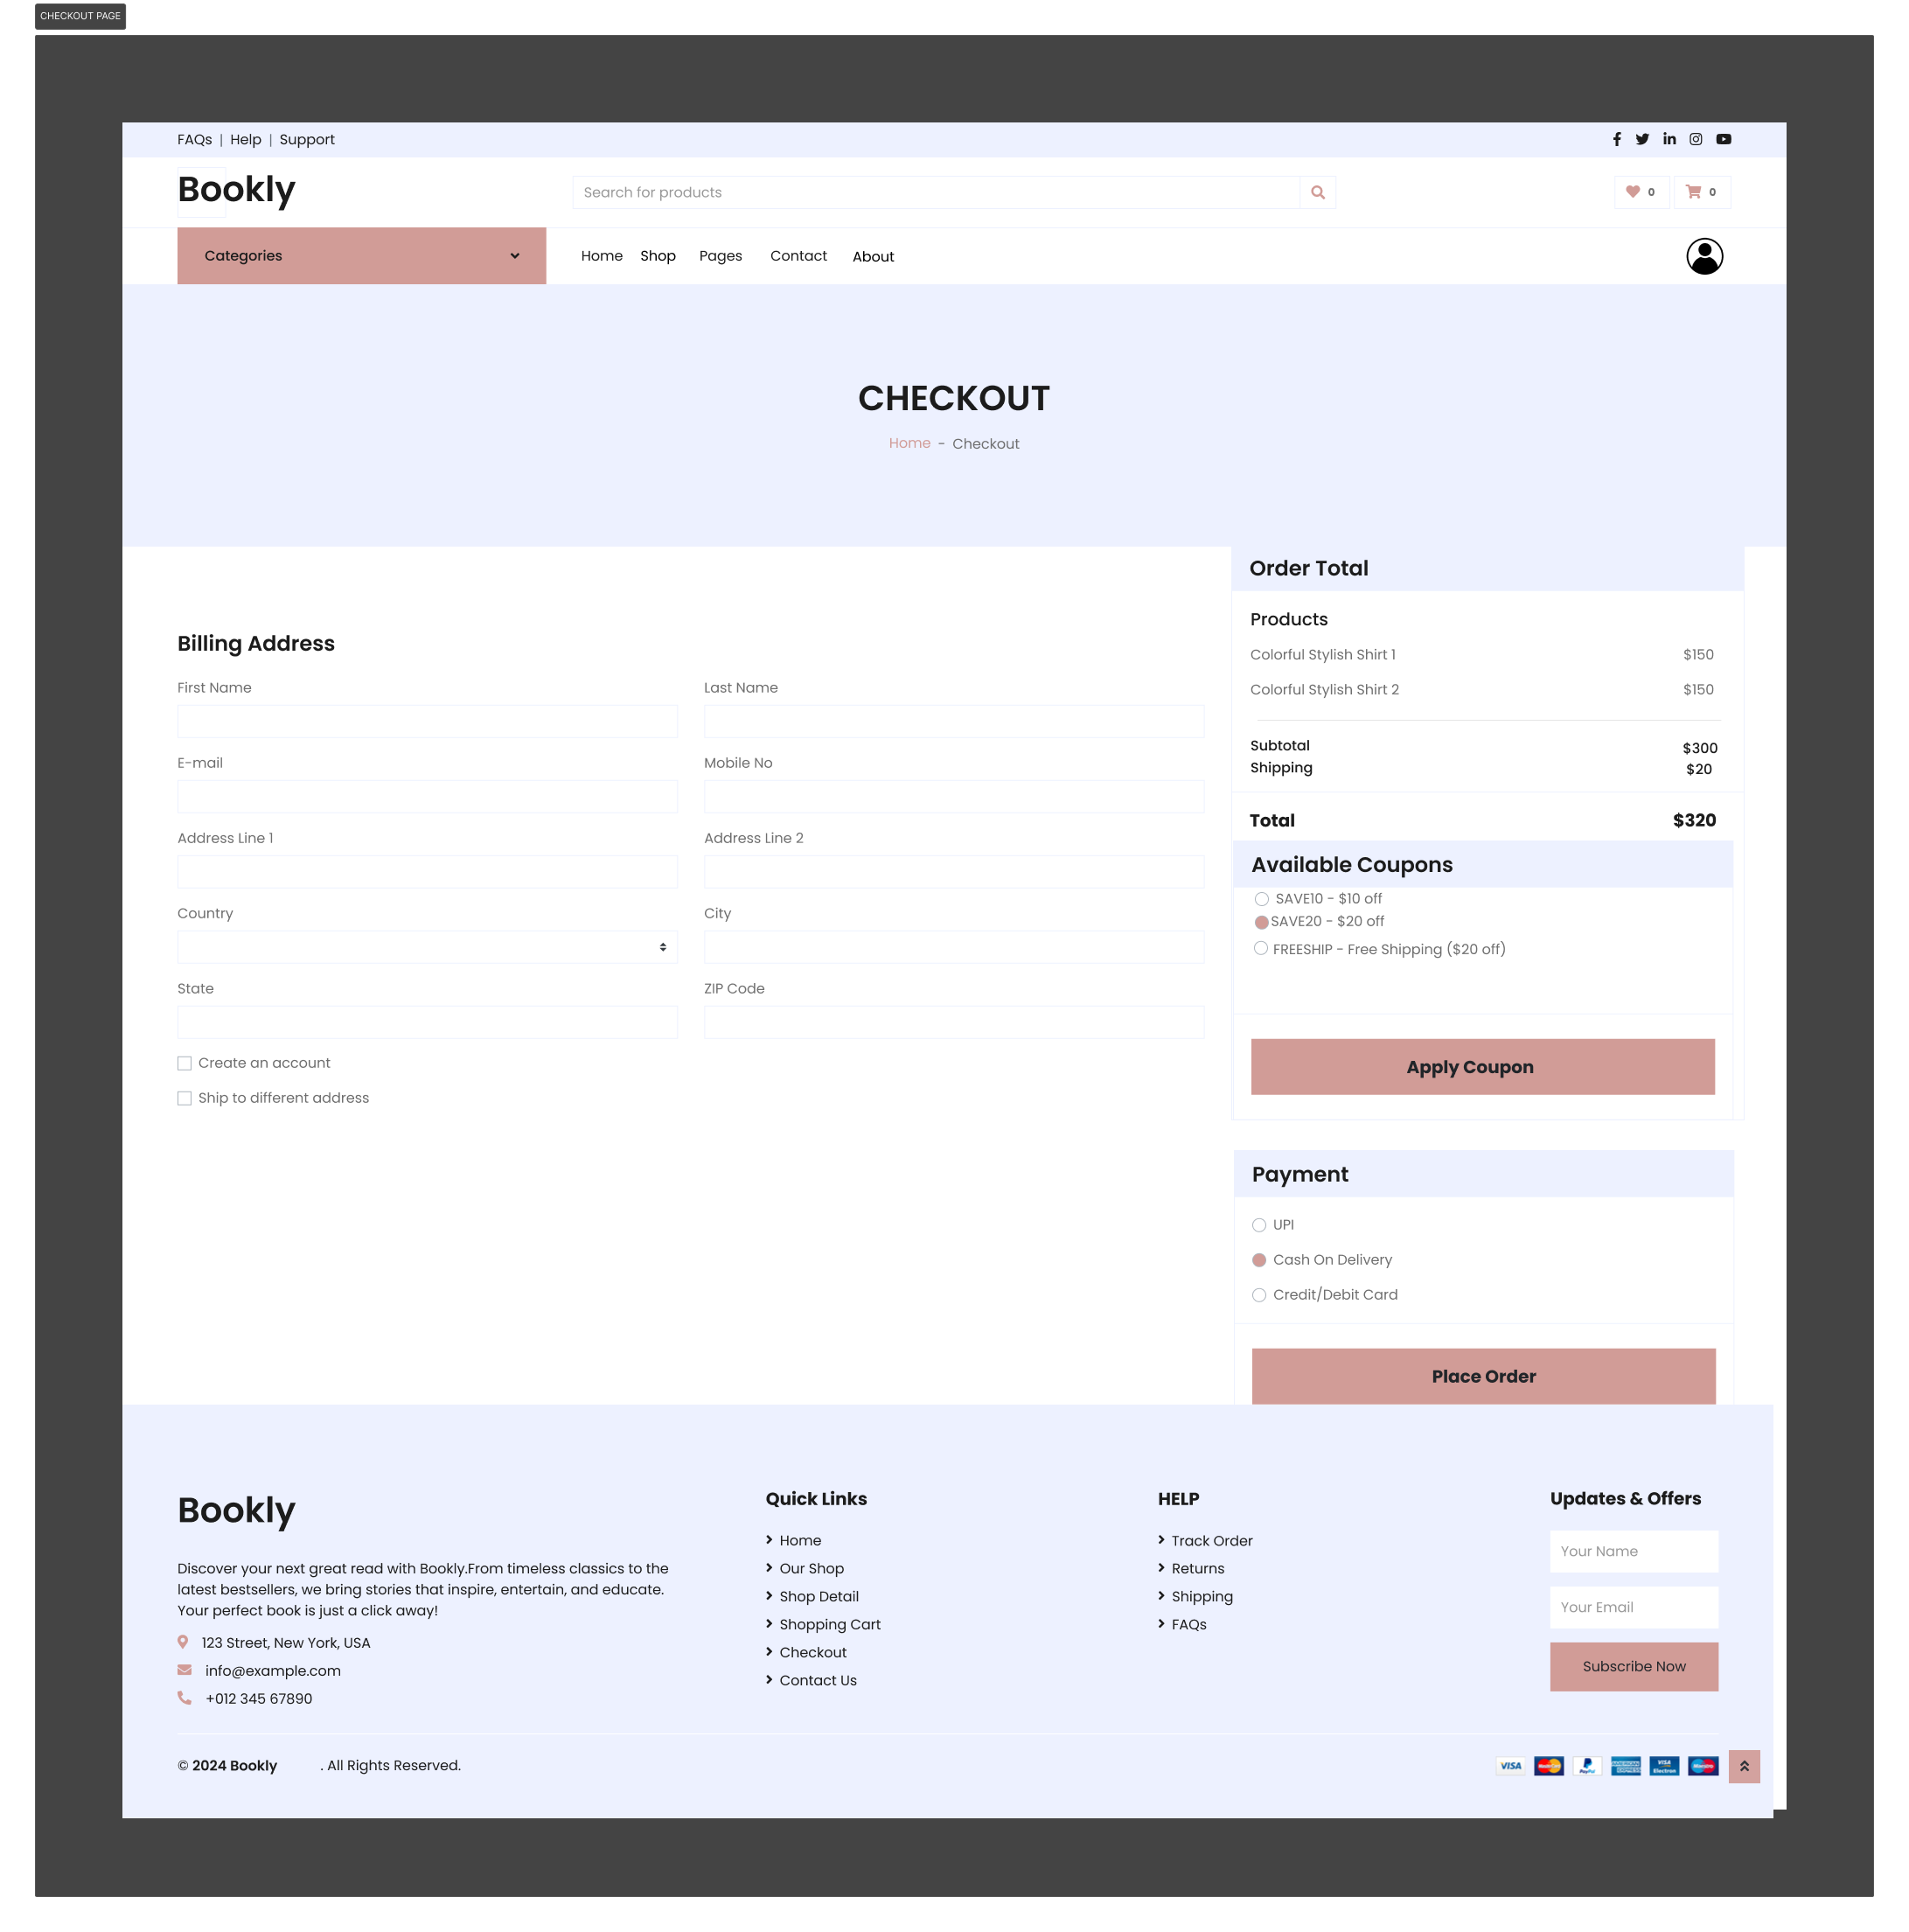 CHECKOUT PAGE
FAQs | Help | Support
Bookly
Search for products
0
0
Categories
Home Shop Pages Contact About
CHECKOUT
Home - Checkout
Order Total
Products
Colorful Stylish Shirt 1 $150
Colorful Stylish Shirt 2 $150
Subtotal $300
Shipping $20
Total $320
Billing Address
First Name Last Name
E-mail Mobile No
Address Line 1 Address Line 2
Country City
State ZIP Code
Create an account
Ship to different address
Available Coupons
SAVE10 - $10 off
SAVE20 - $20 off
FREESHIP - Free Shipping ($20 off)
Apply Coupon
Payment
UPI
Cash On Delivery
Credit/Debit Card
Place Order
Bookly
Discover your next great read with Bookly.From timeless classics to the
latest bestsellers, we bring stories that inspire, entertain, and educate.
Your perfect book is just a click away!
123 Street, New York, USA
info@example.com
+012 345 67890
Quick Links
Home
Our Shop
Shop Detail
Shopping Cart
Checkout
Contact Us
HELP
Track Order
Returns
Shipping
FAQs
Updates & Offers
Your Name
Your Email
Subscribe Now
© 2024 Bookly . All Rights Reserved.
VISA
MasterCard
PayPal
AMERICAN EXPRESS
VISA Electron
Maestro